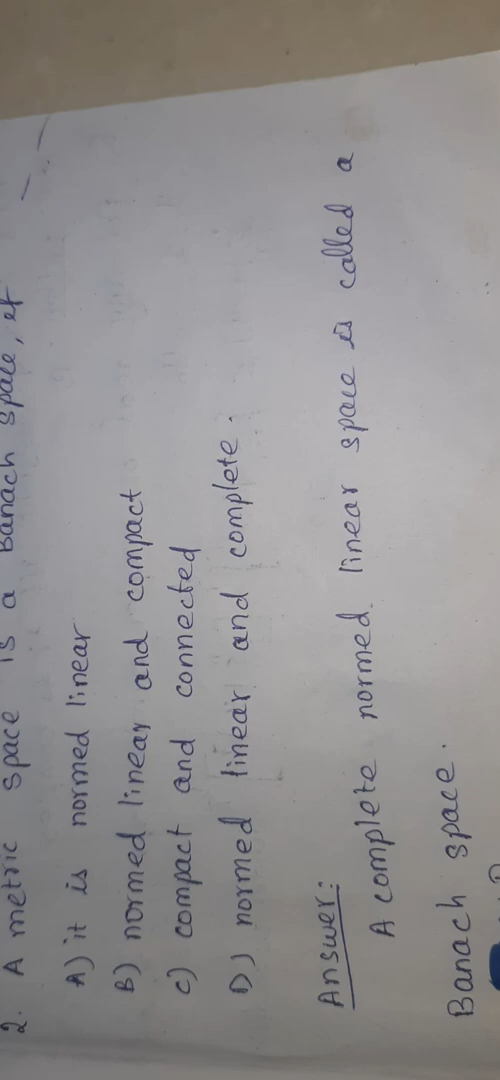 2. A metric space is a Banach space, if
A) it is normed linear
B) normed linear and compact
C) compact and connected
D) normed linear and complete.
Answer:
A complete normed linear space is called a
Banach space.